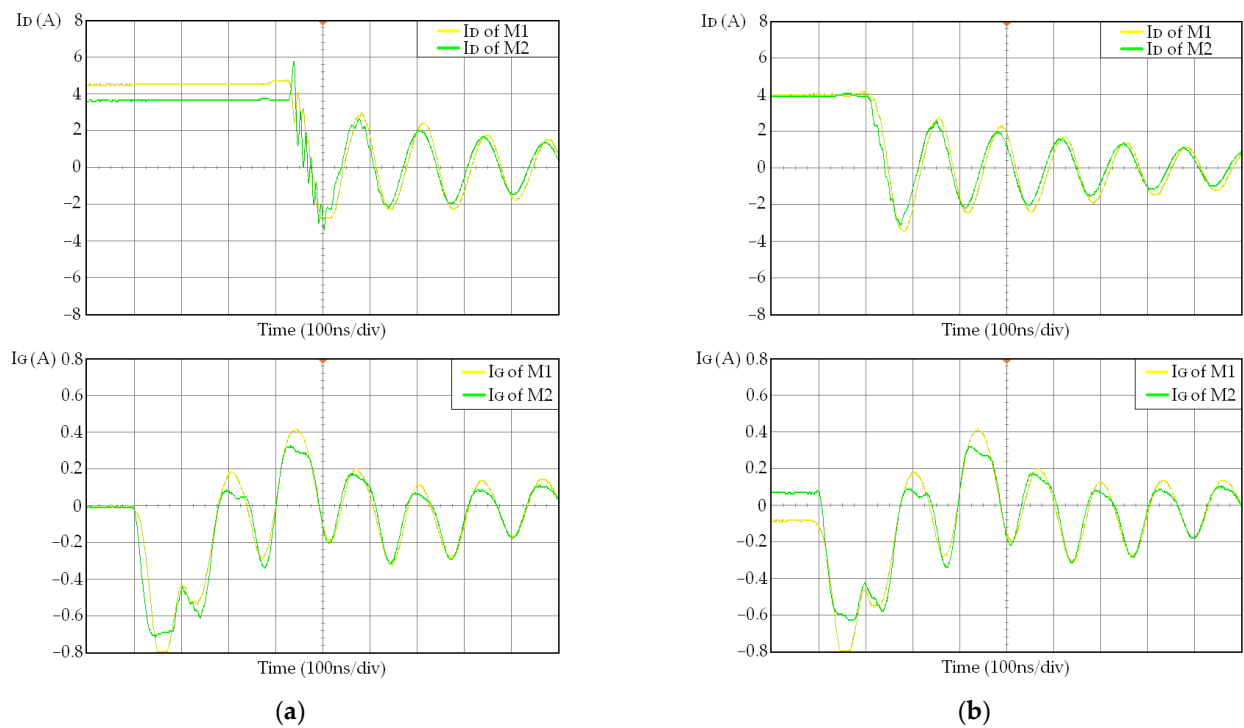 ID (A)
8
6
4
2
0
−2
−4
−6
−8
ID of M1
ID of M2
Time (100ns/div)
IG (A)
0.8
0.6
0.4
0.2
0
−0.2
−0.4
−0.6
−0.8
IG of M1
IG of M2
Time (100ns/div)
(a)
ID (A)
8
6
4
2
0
−2
−4
−6
−8
ID of M1
ID of M2
Time (100ns/div)
IG (A)
0.8
0.6
0.4
0.2
0
−0.2
−0.4
−0.6
−0.8
IG of M1
IG of M2
Time (100ns/div)
(b)